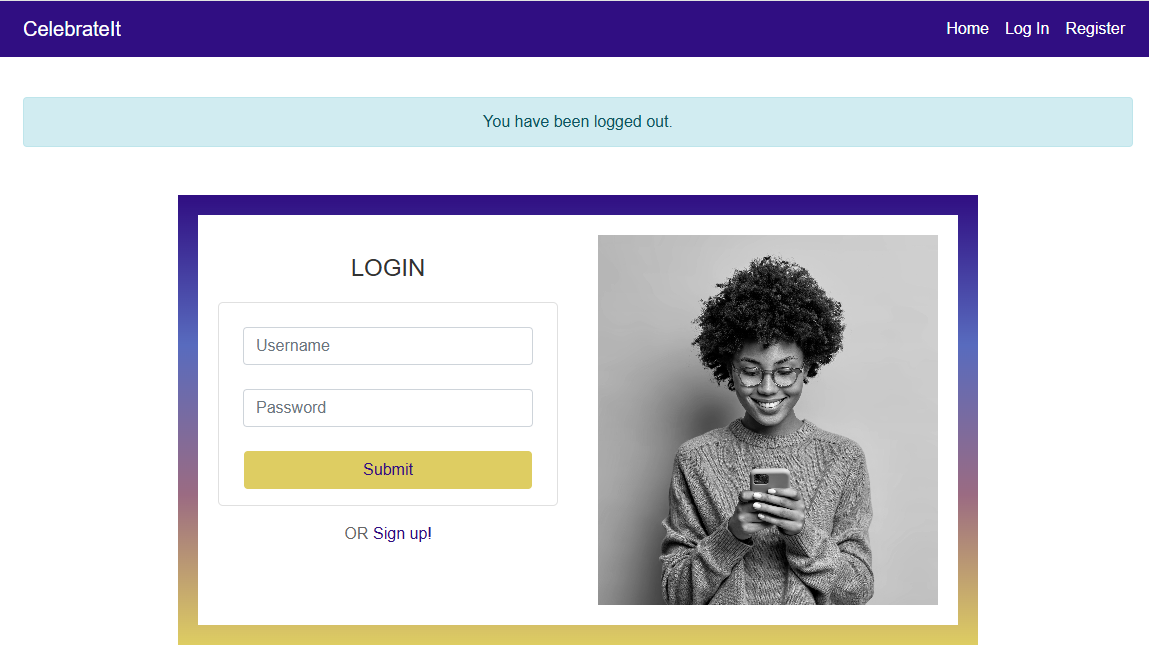 CelebrateIt
Home Log In Register
You have been logged out.
LOGIN
Username
Password
Submit
OR Sign up!